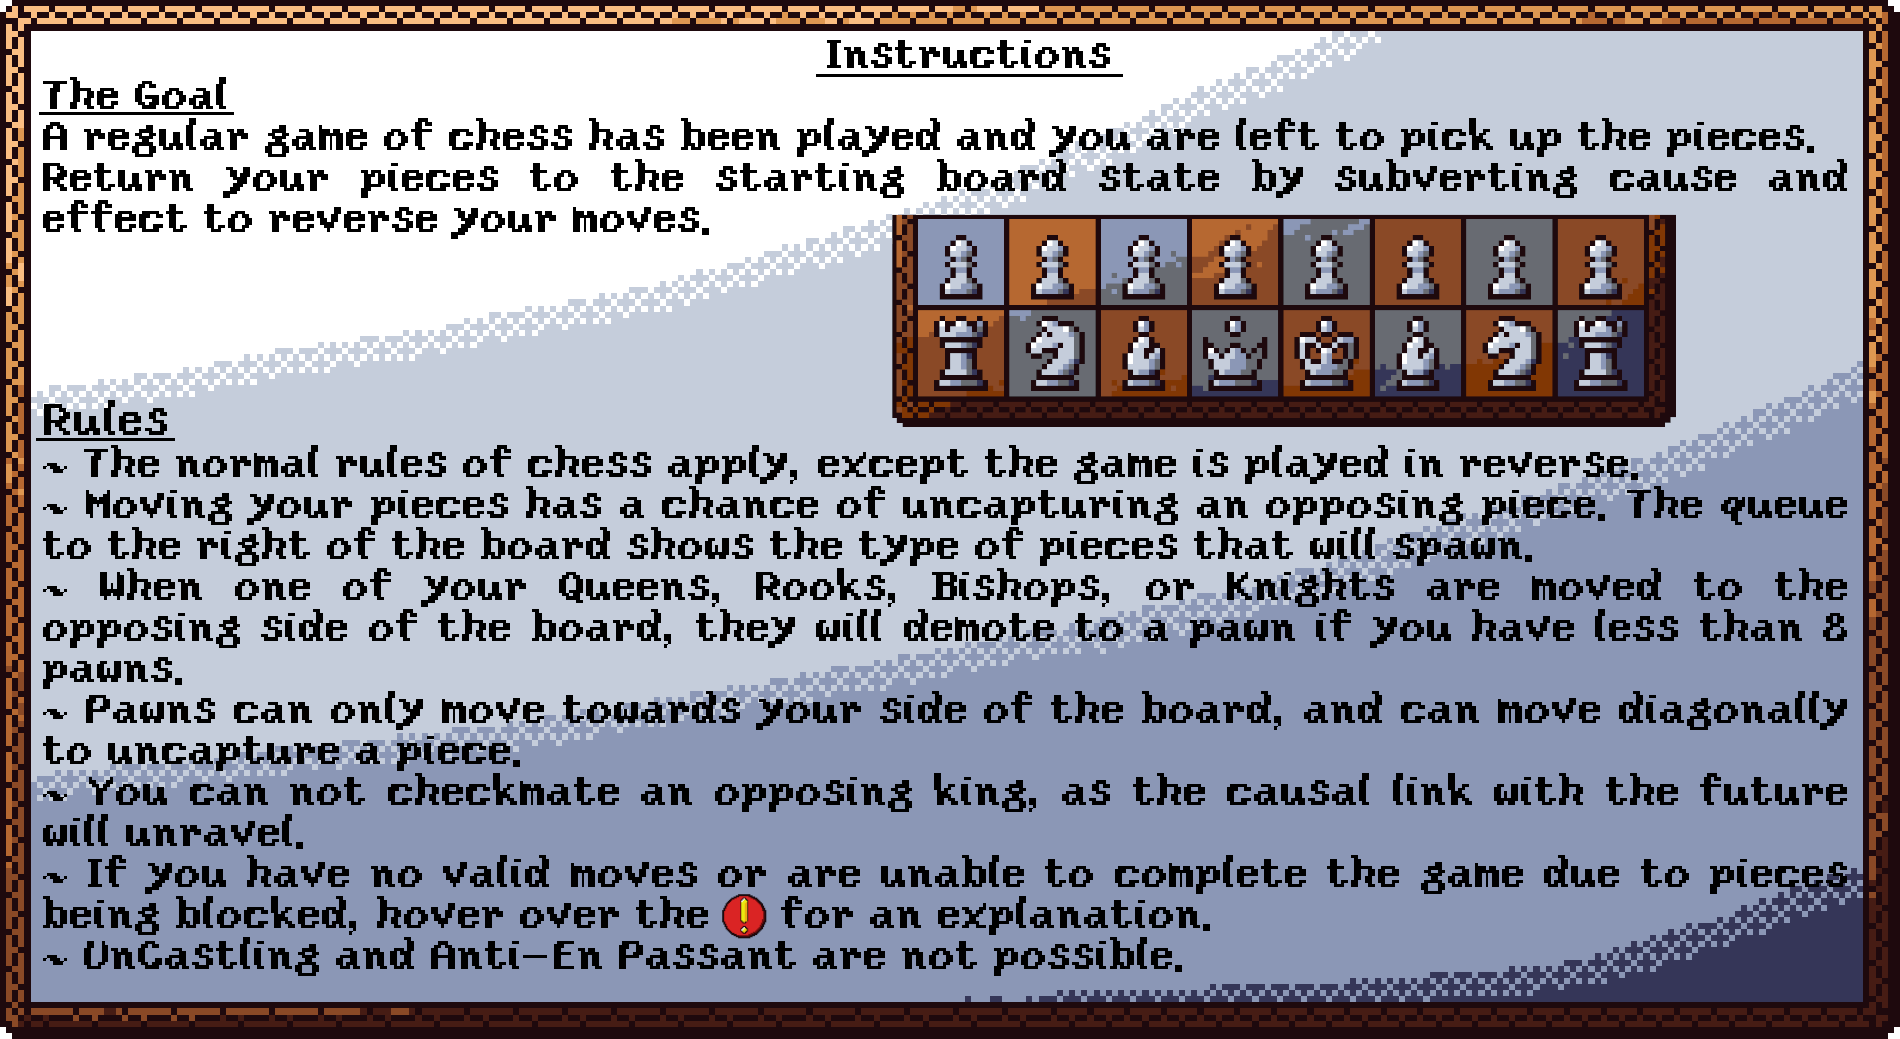 Instructions
The Goal
A regular game of chess has been played and you are left to pick up the pieces.
Return your pieces to the starting board state by subverting cause and
effect to reverse your moves.
Rules
~ The normal rules of chess apply, except the game is played in reverse.
~ Moving your pieces has a chance of uncapturing an opposing piece. The queue
to the right of the board shows the type of pieces that will spawn.
~ When one of your Queens, Rooks, Bishops, or Knights are moved to the
opposing side of the board, they will demote to a pawn if you have less than 8
pawns.
~ Pawns can only move towards your side of the board, and can move diagonally
to uncapture a piece.
~ You can not checkmate an opposing king, as the causal link with the future
will unravel.
~ If you have no valid moves or are unable to complete the game due to pieces
being blocked, hover over the ! for an explanation.
~ UnCastling and Anti-En Passant are not possible.